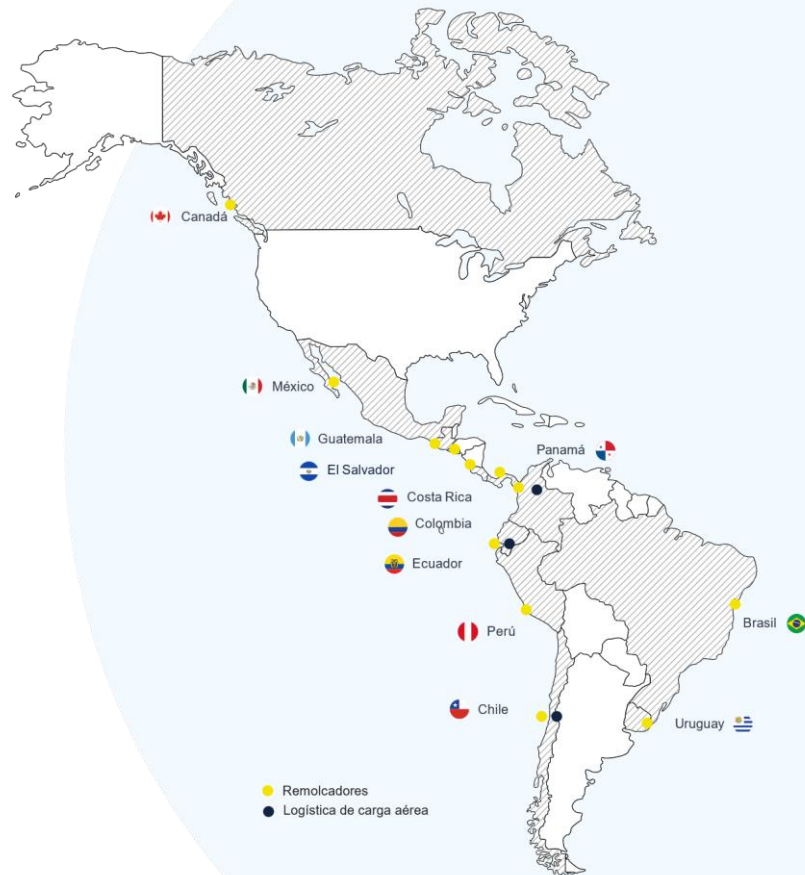 Canadá
México
Guatemala
Panamá
El Salvador
Costa Rica
Colombia
Ecuador
Brasil
Perú
Chile
Uruguay
Remolcadores
Logística de carga aérea